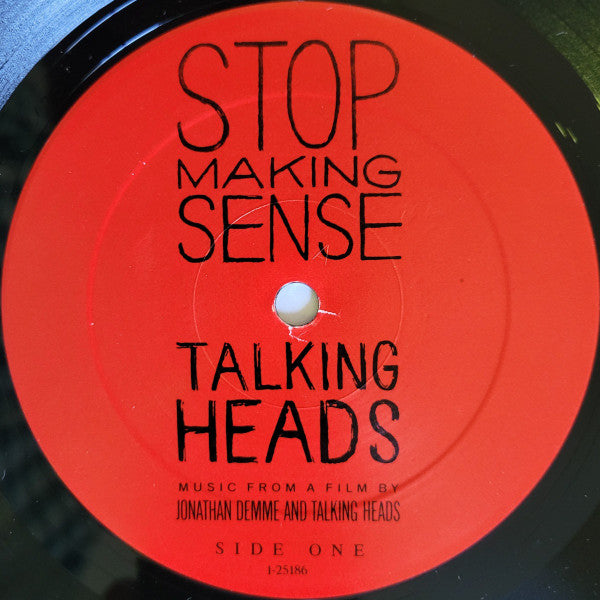 STOP
MAKING
SENSE
TALKING
HEADS
MUSIC FROM A FILM BY
JONATHAN DEMME AND TALKING HEADS
SIDE ONE
1-25186